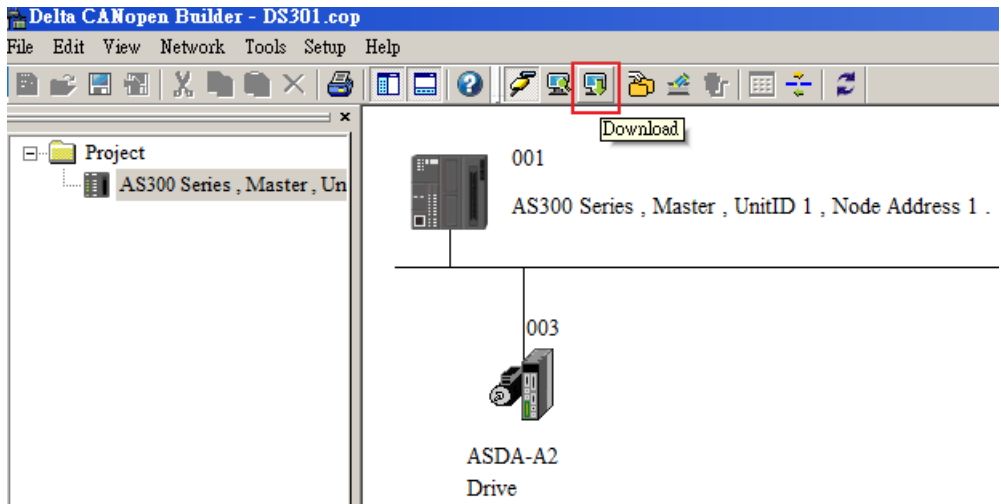 Delta CANopen Builder - DS301.cop
File Edit View Network Tools Setup Help
Download
Project
AS300 Series , Master , Un
001
AS300 Series , Master , UnitID 1 , Node Address 1 .
003
ASDA-A2
Drive